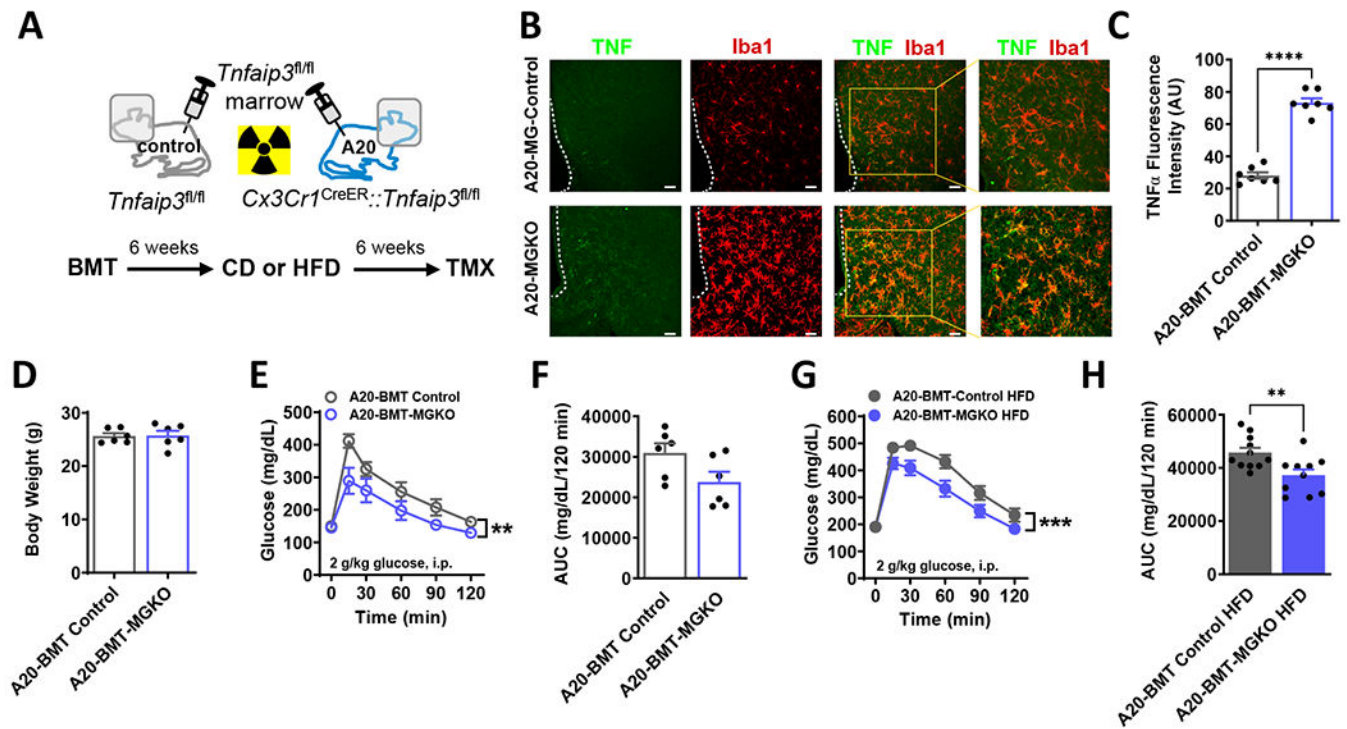 A
Tnfaip3fl/fl
marrow
control
A20
Tnfaip3fl/fl
Cx3Cr1CreER::Tnfaip3fl/fl
6 weeks
6 weeks
BMT
CD or HFD
TMX
B
TNF
Iba1
TNF Iba1
TNF Iba1
A20-MG-Control
A20-MGKO
C
****
TNFα Fluorescence
Intensity (AU)
100
80
60
40
20
0
A20-BMT Control
A20-BMT-MGKO
D
Body Weight (g)
30
20
10
0
A20-BMT Control
A20-BMT-MGKO
E
A20-BMT Control
A20-BMT-MGKO
Glucose (mg/dL)
500
400
300
200
100
0
**
2 g/kg glucose, i.p.
0 30 60 90 120
Time (min)
F
AUC (mg/dL/120 min)
40000
30000
20000
10000
0
A20-BMT Control
A20-BMT-MGKO
G
A20-BMT-Control HFD
A20-BMT-MGKO HFD
Glucose (mg/dL)
600
500
400
300
200
100
0
***
2 g/kg glucose, i.p.
0 30 60 90 120
Time (min)
H
**
AUC (mg/dL/120 min)
60000
40000
20000
0
A20-BMT Control HFD
A20-BMT-MGKO HFD